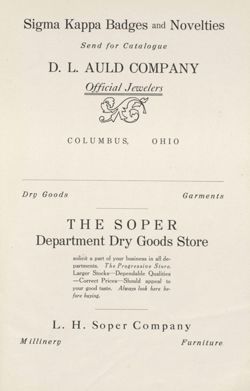 Sigma Kappa Badges and Novelties
Send for Catalogue
D. L. AULD COMPANY
Official Jewelers
COLUMBUS, OHIO
Dry Goods Garments
THE SOPER
Department Dry Goods Store
solicit a part of your business in all de-
partments. The Progressive Store.
Larger Stocks—Dependable Qualities
—Correct Prices—Should appeal to
your good taste. Always look here be-
fore buying.
L. H. Soper Company
Millinery Furniture